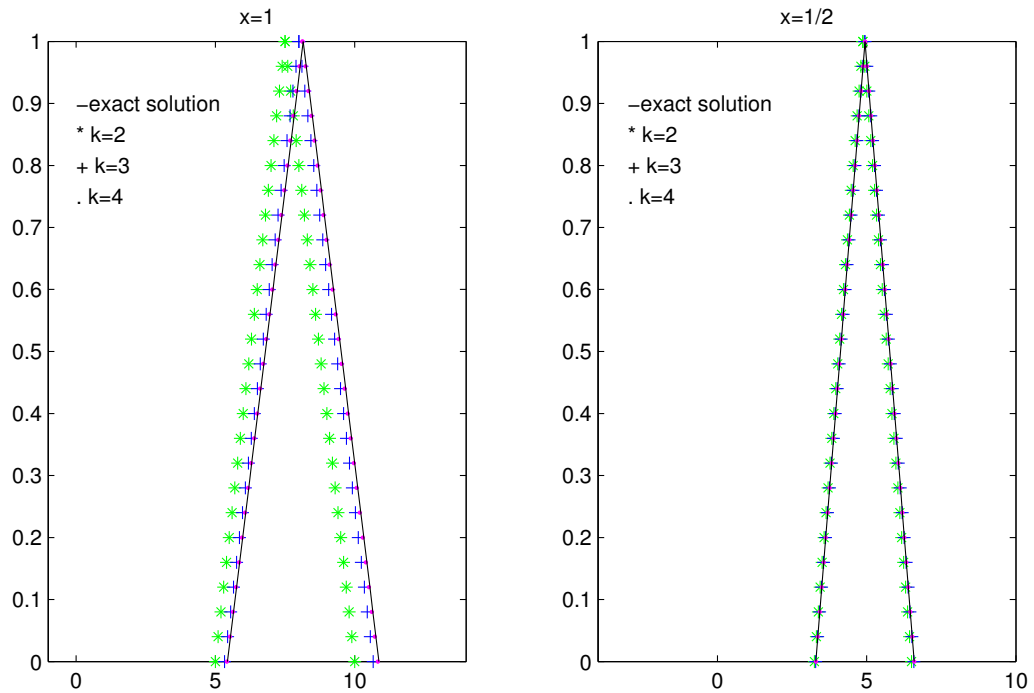 x=1
1
0.9
0.8
0.7
0.6
0.5
0.4
0.3
0.2
0.1
0
–exact solution
* k=2
+ k=3
. k=4
0 5 10
x=1/2
1
0.9
0.8
0.7
0.6
0.5
0.4
0.3
0.2
0.1
0
–exact solution
* k=2
+ k=3
. k=4
0 5 10